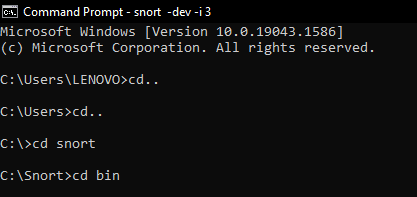 Command Prompt - snort  -dev -i 3
Microsoft Windows [Version 10.0.19043.1586]
(c) Microsoft Corporation. All rights reserved.
C:\Users\LENOVO>cd..
C:\Users>cd..
C:\>cd snort
C:\Snort>cd bin